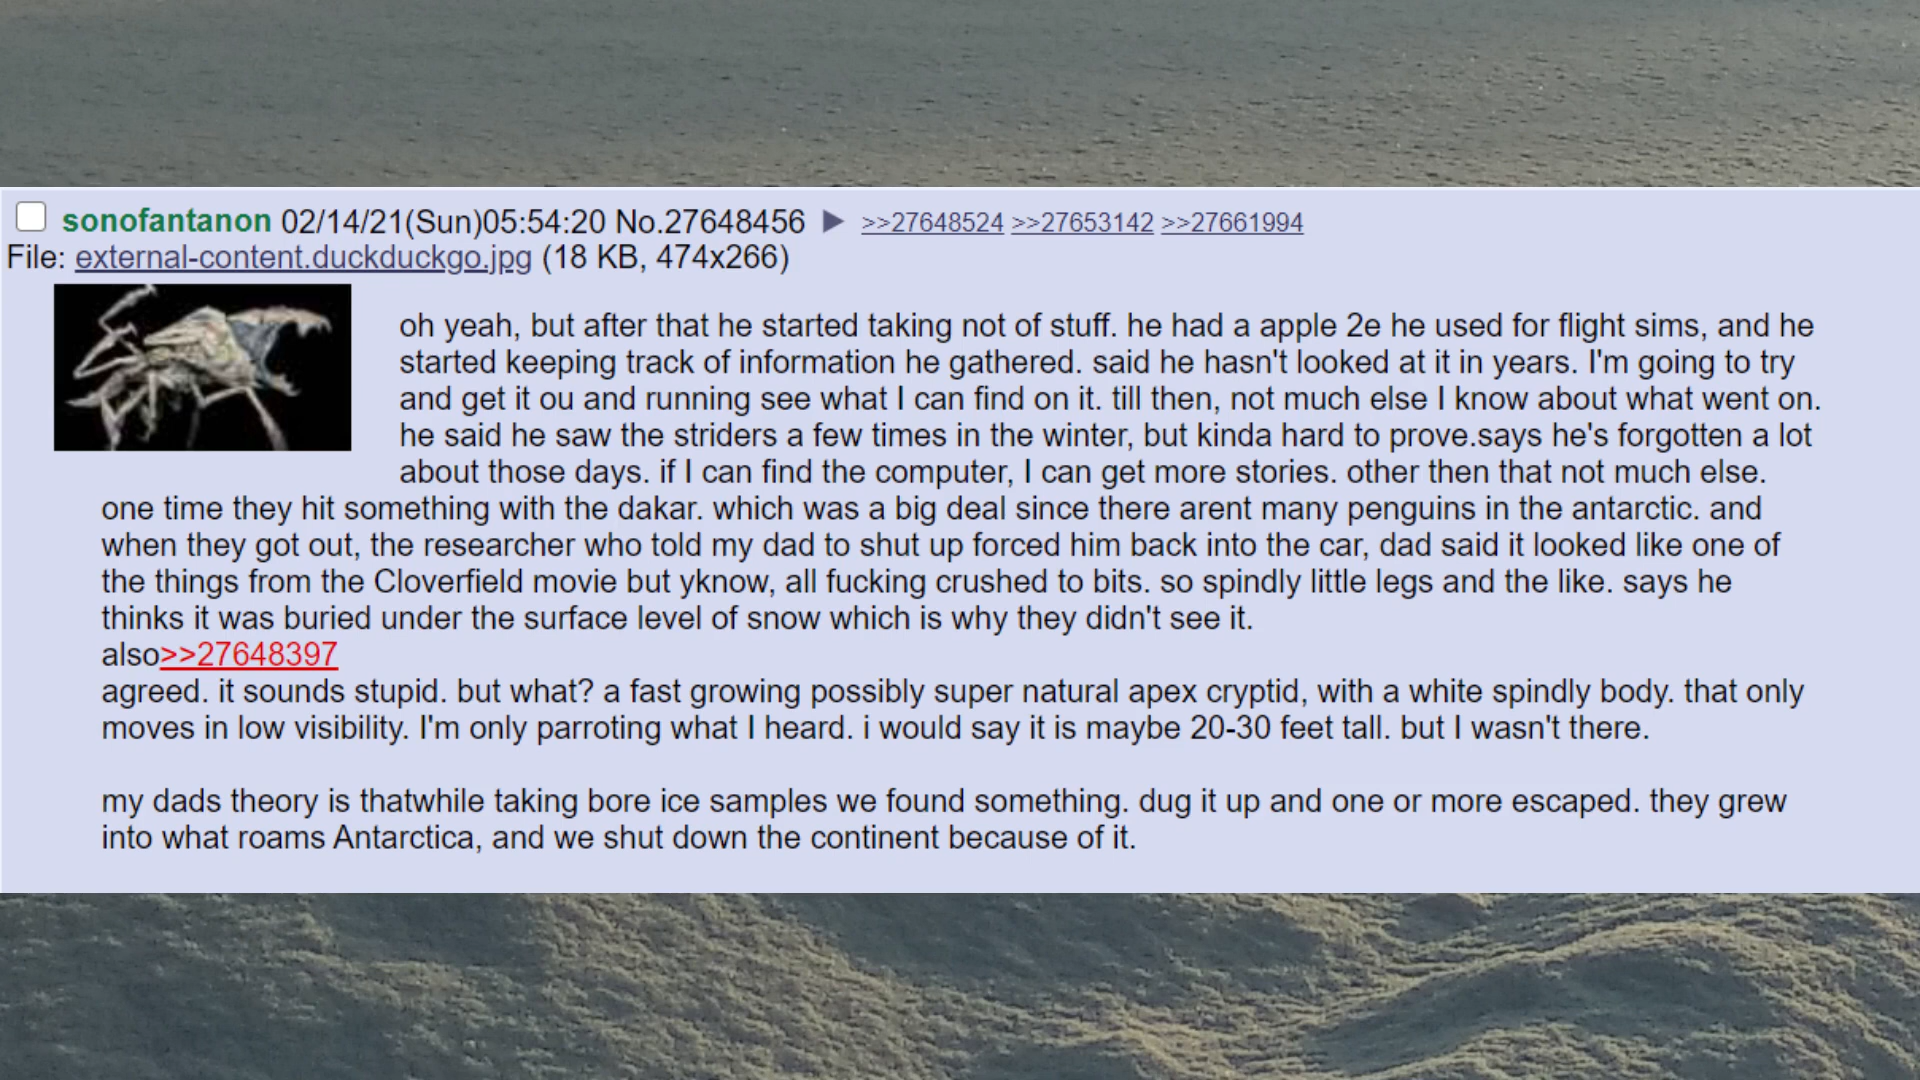 sonofantanon 02/14/21(Sun)05:54:20 No.27648456 ▶ >>27648524 >>27653142 >>27661994
File: external-content.duckduckgo.jpg (18 KB, 474x266)
oh yeah, but after that he started taking not of stuff. he had a apple 2e he used for flight sims, and he
started keeping track of information he gathered. said he hasn't looked at it in years. I'm going to try
and get it ou and running see what I can find on it. till then, not much else I know about what went on.
he said he saw the striders a few times in the winter, but kinda hard to prove.says he's forgotten a lot
about those days. if I can find the computer, I can get more stories. other then that not much else.
one time they hit something with the dakar. which was a big deal since there arent many penguins in the antarctic. and
when they got out, the researcher who told my dad to shut up forced him back into the car, dad said it looked like one of
the things from the Cloverfield movie but yknow, all fucking crushed to bits. so spindly little legs and the like. says he
thinks it was buried under the surface level of snow which is why they didn't see it.
also>>27648397
agreed. it sounds stupid. but what? a fast growing possibly super natural apex cryptid, with a white spindly body. that only
moves in low visibility. I'm only parroting what I heard. i would say it is maybe 20-30 feet tall. but I wasn't there.
my dads theory is thatwhile taking bore ice samples we found something. dug it up and one or more escaped. they grew
into what roams Antarctica, and we shut down the continent because of it.